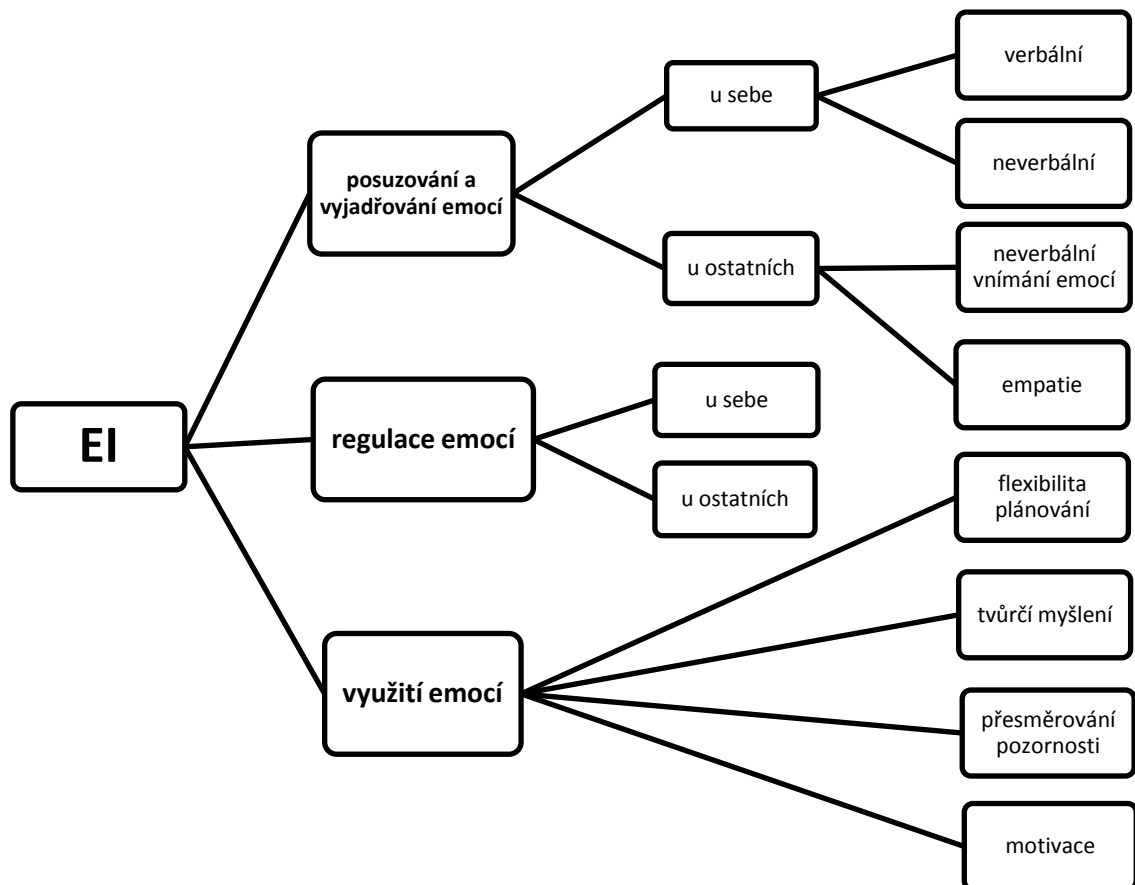 EI
posuzování a
vyjadřování emocí
u sebe
verbální
neverbální
u ostatních
neverbální
vnímání emocí
empatie
regulace emocí
u sebe
u ostatních
využití emocí
flexibilita
plánování
tvůrčí myšlení
přesměrování
pozornosti
motivace